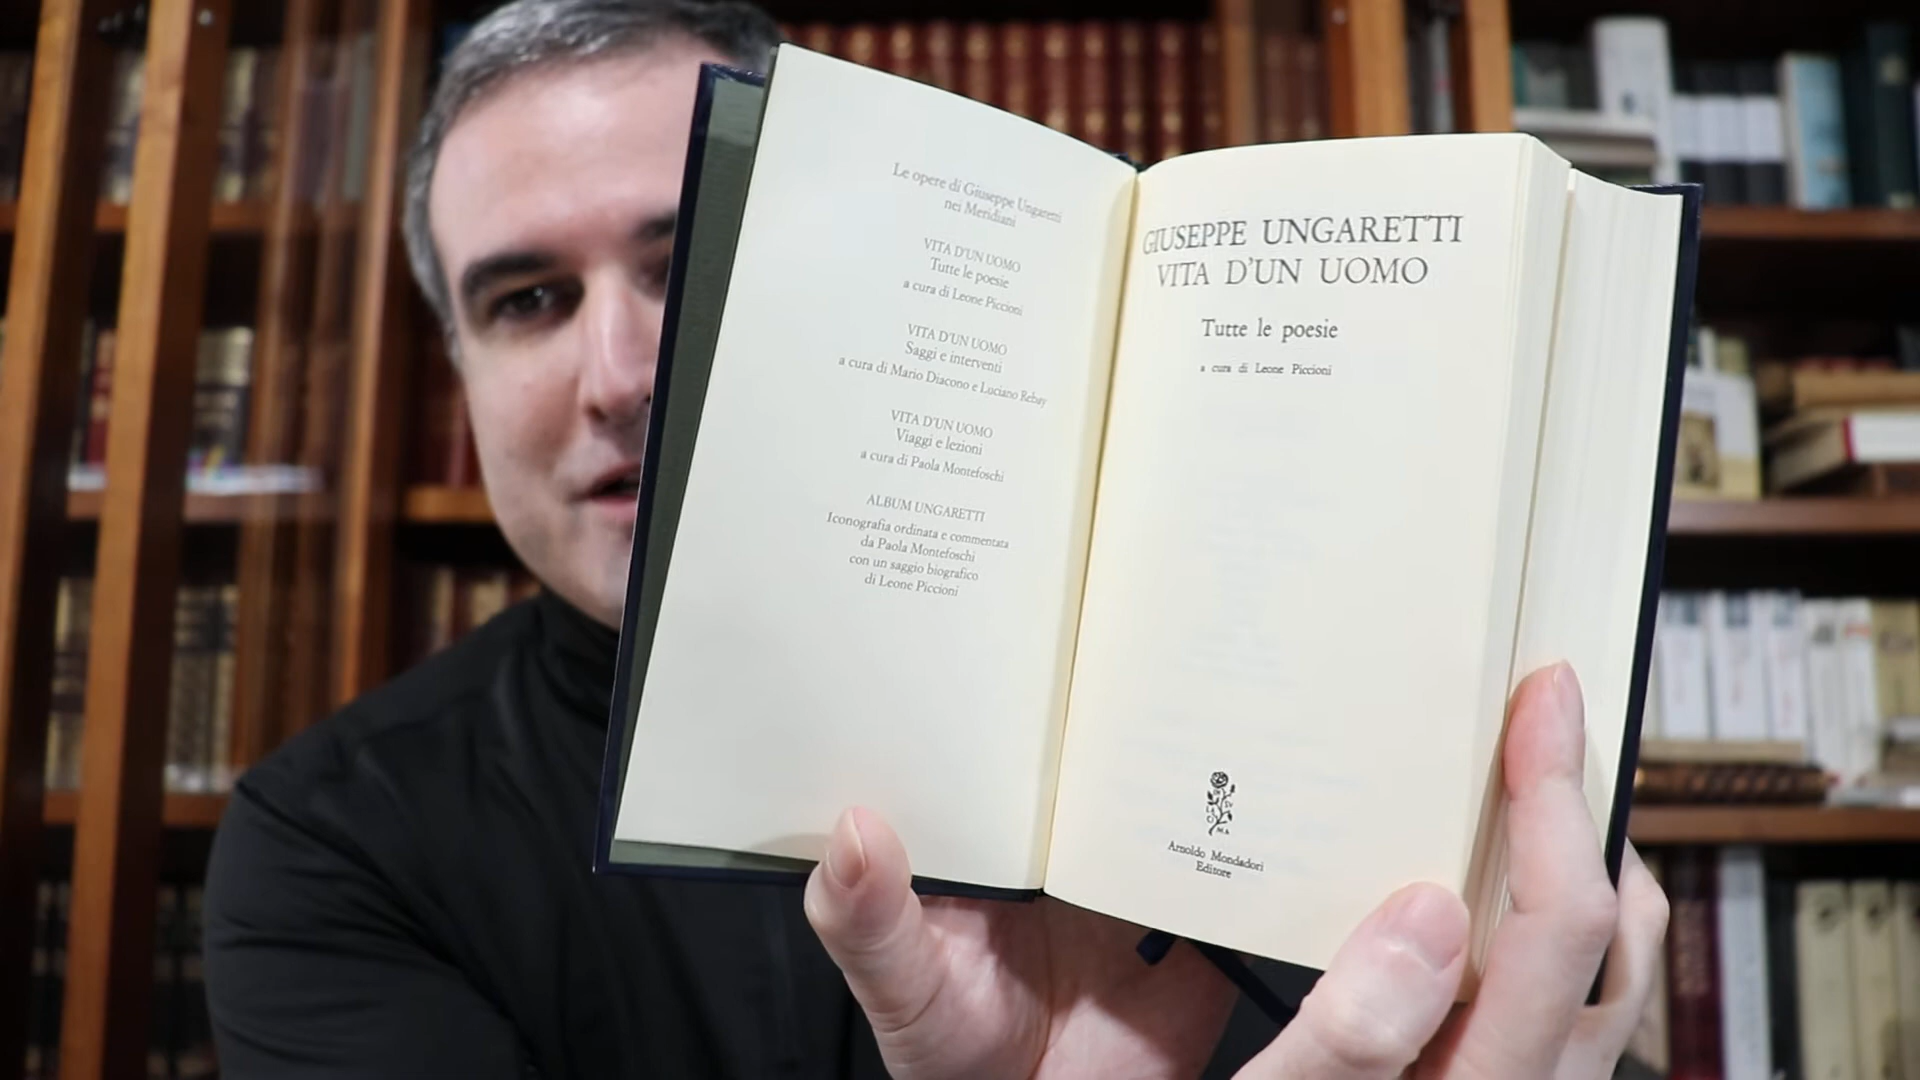 Le opere di Giuseppe Ungaretti
nei Meridiani
VITA D'UN UOMO
Tutte le poesie
a cura di Leone Piccioni
VITA D'UN UOMO
Saggi e interventi
a cura di Mario Diacono e Luciano Rebay
VITA D'UN UOMO
Viaggi e lezioni
a cura di Paola Montefoschi
ALBUM UNGARETTI
Iconografia ordinata e commentata
da Paola Montefoschi
con un saggio biografico
di Leone Piccioni
GIUSEPPE UNGARETTI
VITA D'UN UOMO
Tutte le poesie
a cura di Leone Piccioni
Arnoldo Mondadori
Editore